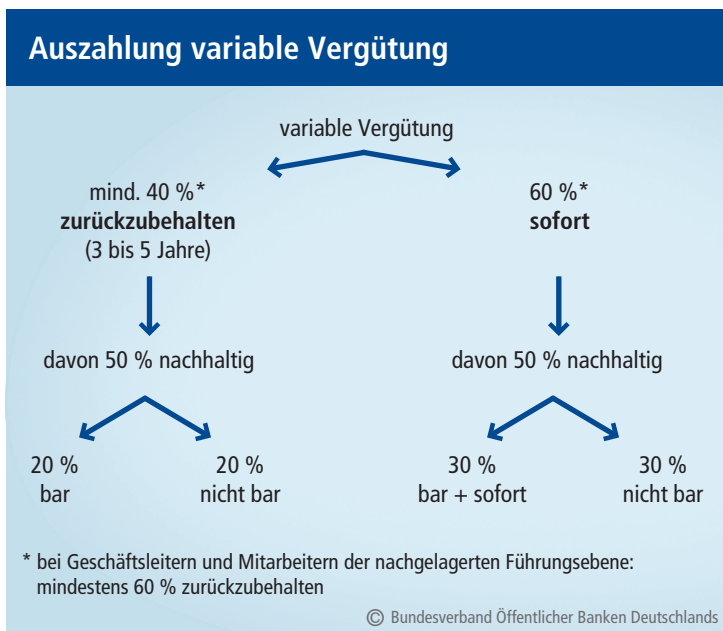 Auszahlung variable Vergütung
variable Vergütung
mind. 40 %*
zurückzubehalten
(3 bis 5 Jahre)
60 %*
sofort
davon 50 % nachhaltig
davon 50 % nachhaltig
20 %
bar
20 %
nicht bar
30 %
bar + sofort
30 %
nicht bar
* bei Geschäftsleitern und Mitarbeitern der nachgelagerten Führungsebene:
mindestens 60 % zurückzubehalten
© Bundesverband Öffentlicher Banken Deutschlands